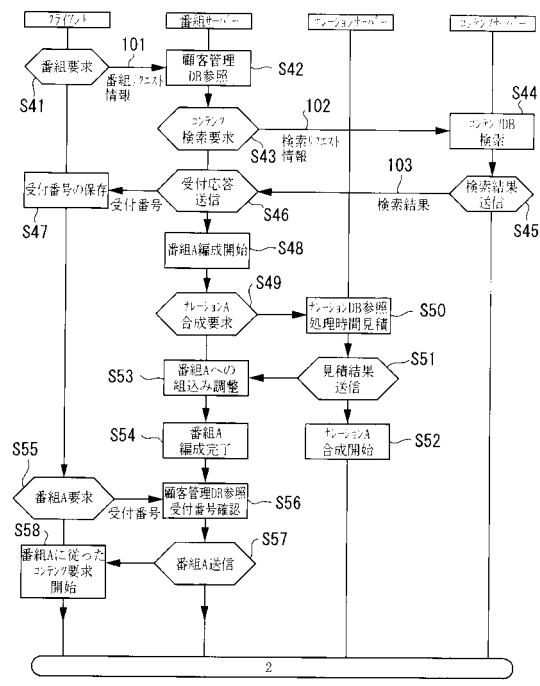 クライアント
番組サーバー
ナレーションサーバー
コンテンツサーバー
番組要求
S41
101
番組リクエスト
情報
顧客管理
DB参照
S42
コンテンツ
検索要求
S43
102
検索リクエスト
情報
S44
コンテンツDB
検索
受付番号の保存
S47
受付番号
受付応答
送信
S46
103
検索結果
検索結果
送信
S45
番組A編成開始
S48
ナレーションA
合成要求
S49
ナレーションDB参照
処理時間見積
S50
S53
番組Aへの
組込み調整
見積結果
送信
S51
S54
番組A
編成完了
ナレーションA
合成開始
S52
S55
番組A要求
受付番号
顧客管理DB参照
受付番号確認
S56
S58
番組Aに従った
コンテンツ要求
開始
番組A送信
S57
2